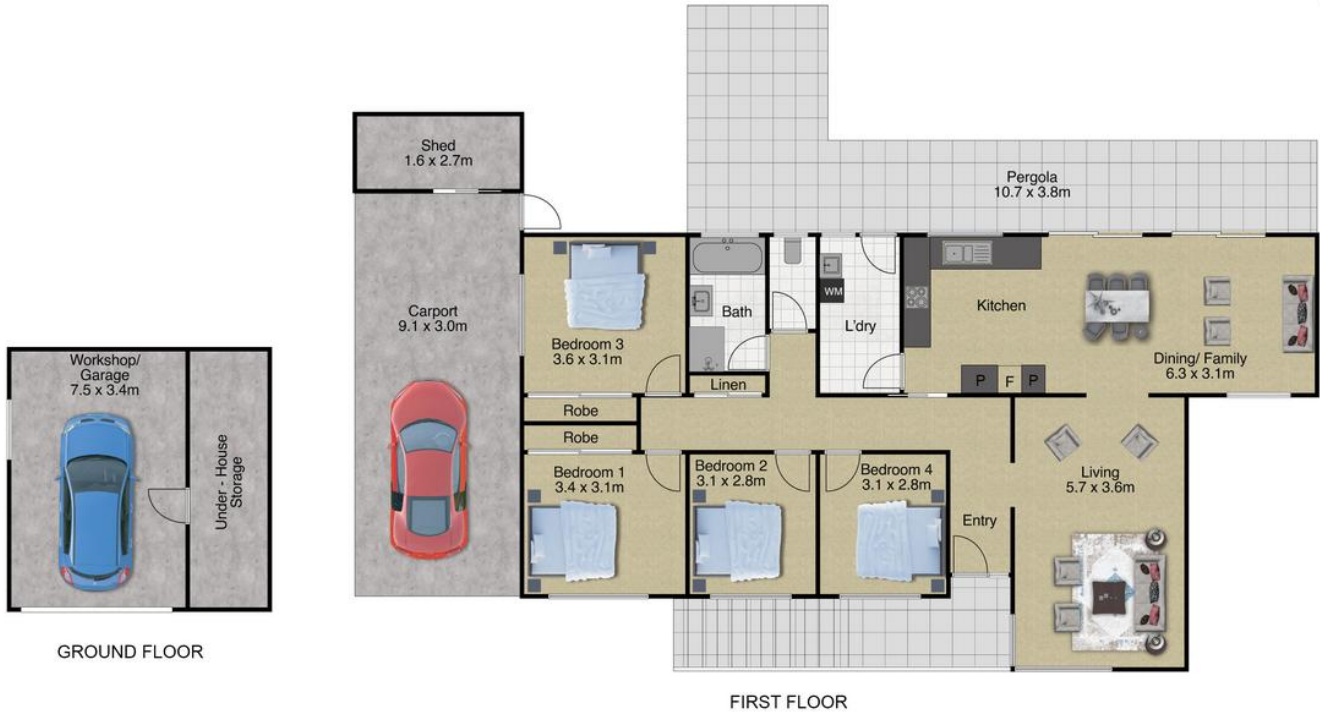 Shed
1.6 x 2.7m
Pergola
10.7 x 3.8m
Carport
9.1 x 3.0m
Bedroom 3
3.6 x 3.1m
Bath
WM
L'dry
Kitchen
Dining/ Family
6.3 x 3.1m
P
F
P
Linen
Robe
Robe
Workshop/
Garage
7.5 x 3.4m
Under - House
Storage
Bedroom 1
3.4 x 3.1m
Bedroom 2
3.1 x 2.8m
Bedroom 4
3.1 x 2.8m
Entry
Living
5.7 x 3.6m
GROUND FLOOR
FIRST FLOOR